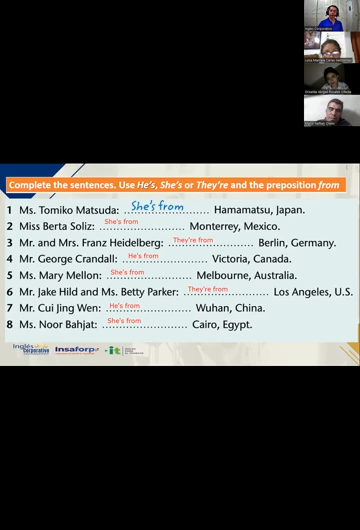 Inglés Corporativo
Complete the sentences. Use He's, She's or They're and the preposition from
1 Ms. Tomiko Matsuda: She's from Hamamatsu, Japan.
2 Miss Berta Soliz: She's from Monterrey, Mexico.
3 Mr. and Mrs. Franz Heidelberg: They're from Berlin, Germany.
4 Mr. George Crandall: He's from Victoria, Canada.
5 Ms. Mary Mellon: She's from Melbourne, Australia.
6 Mr. Jake Hild and Ms. Betty Parker: They're from Los Angeles, U.S.
7 Mr. Cui Jing Wen: He's from Wuhan, China.
8 Ms. Noor Bahjat: She's from Cairo, Egypt.
Inglés Corporativo Insaforp it